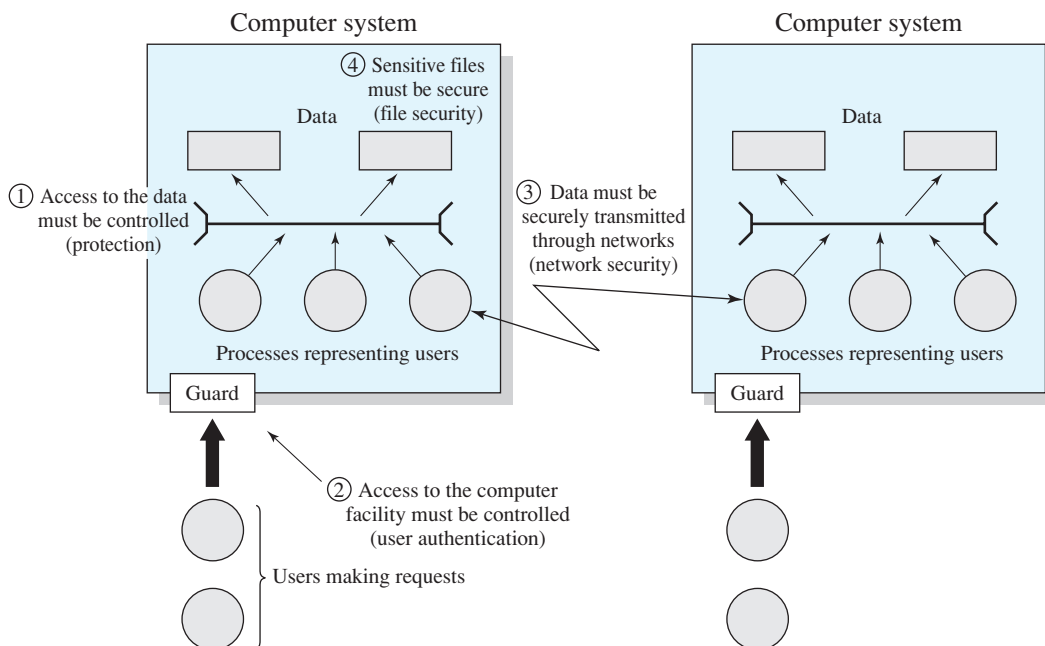 Computer system
④ Sensitive files
must be secure
(file security)
Data
① Access to the data
must be controlled
(protection)
Processes representing users
Guard
② Access to the computer
facility must be controlled
(user authentication)
Users making requests
③ Data must be
securely transmitted
through networks
(network security)
Computer system
Data
Processes representing users
Guard